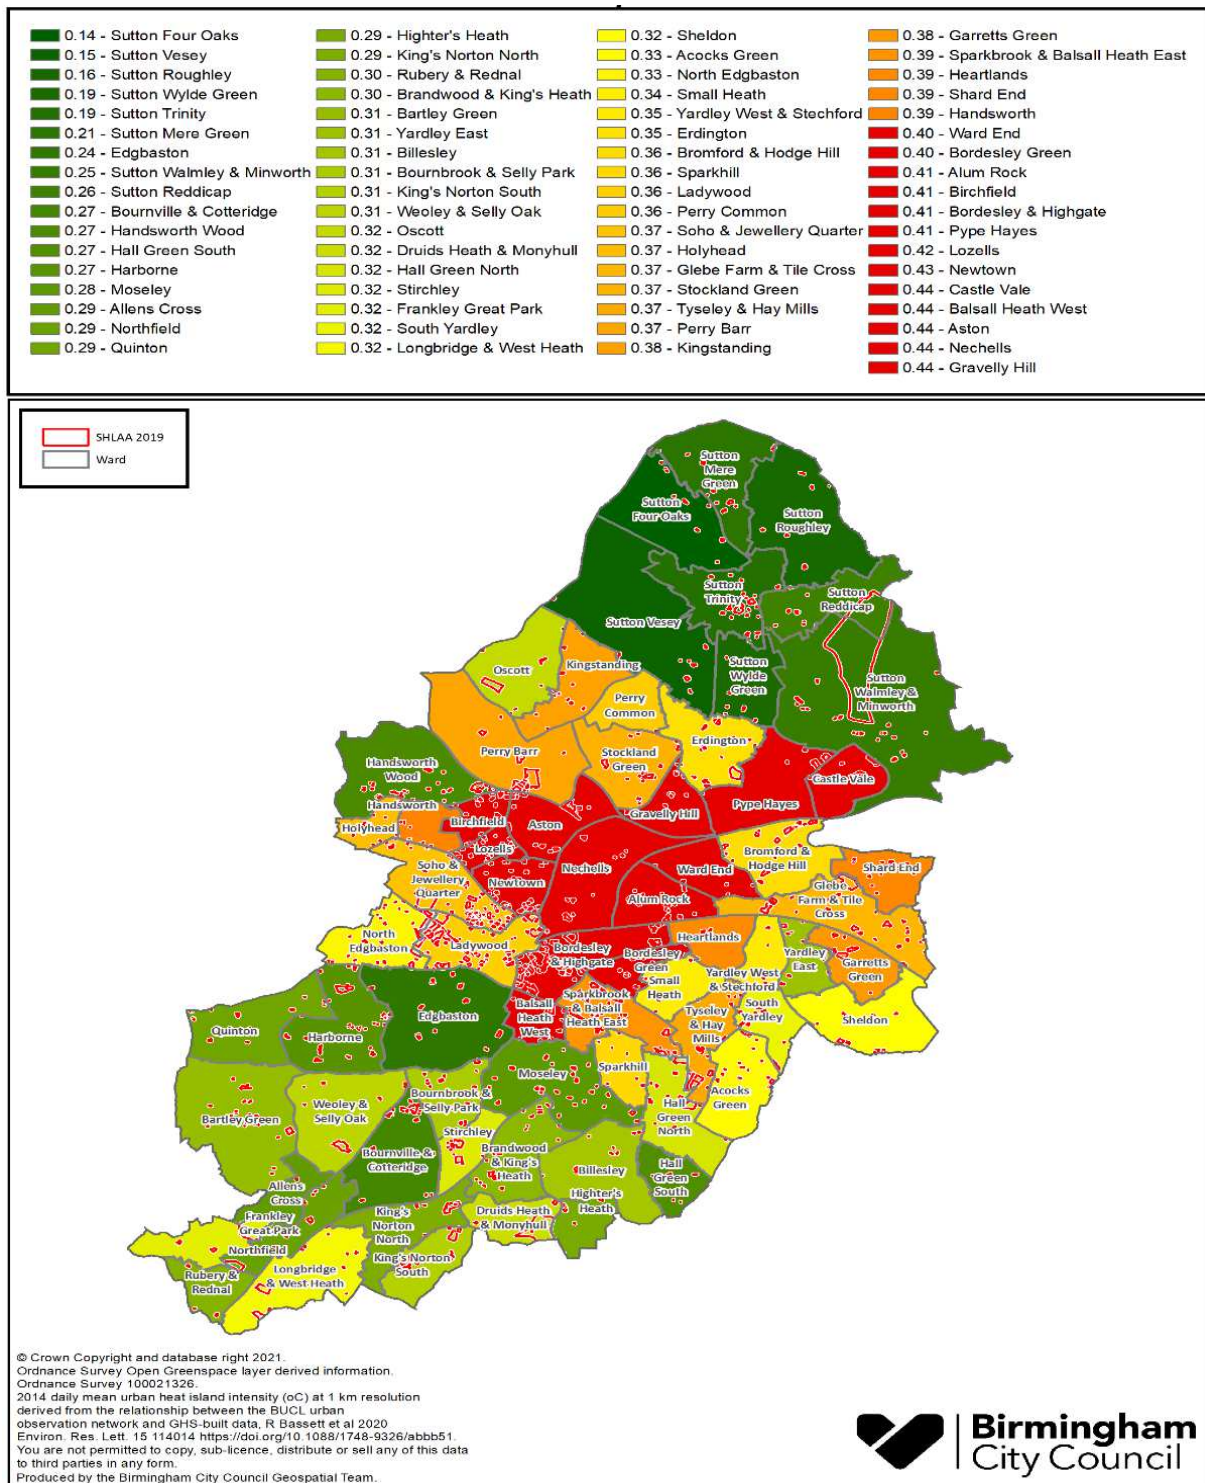 0.14 - Sutton Four Oaks
0.15 - Sutton Vesey
0.16 - Sutton Roughley
0.19 - Sutton Wylde Green
0.19 - Sutton Trinity
0.21 - Sutton Mere Green
0.24 - Edgbaston
0.25 - Sutton Walmley & Minworth
0.26 - Sutton Reddicap
0.27 - Bournville & Cotteridge
0.27 - Handsworth Wood
0.27 - Hall Green South
0.27 - Harborne
0.28 - Moseley
0.29 - Allens Cross
0.29 - Northfield
0.29 - Quinton
0.29 - Highter's Heath
0.29 - King's Norton North
0.30 - Rubery & Rednal
0.30 - Brandwood & King's Heath
0.31 - Bartley Green
0.31 - Yardley East
0.31 - Billesley
0.31 - Bournbrook & Selly Park
0.31 - King's Norton South
0.31 - Weoley & Selly Oak
0.32 - Oscott
0.32 - Druids Heath & Monyhull
0.32 - Hall Green North
0.32 - Stirchley
0.32 - Frankley Great Park
0.32 - South Yardley
0.32 - Longbridge & West Heath
0.32 - Sheldon
0.33 - Acocks Green
0.33 - North Edgbaston
0.34 - Small Heath
0.35 - Yardley West & Stechford
0.35 - Erdington
0.36 - Bromford & Hodge Hill
0.36 - Sparkhill
0.36 - Ladywood
0.36 - Perry Common
0.37 - Soho & Jewellery Quarter
0.37 - Holyhead
0.37 - Glebe Farm & Tile Cross
0.37 - Stockland Green
0.37 - Tyseley & Hay Mills
0.37 - Perry Barr
0.38 - Kingstanding
0.38 - Garretts Green
0.39 - Sparkbrook & Balsall Heath East
0.39 - Heartlands
0.39 - Shard End
0.39 - Handsworth
0.40 - Ward End
0.40 - Bordesley Green
0.41 - Alum Rock
0.41 - Birchfield
0.41 - Bordesley & Highgate
0.41 - Pype Hayes
0.42 - Lozells
0.43 - Newtown
0.44 - Castle Vale
0.44 - Balsall Heath West
0.44 - Aston
0.44 - Nechells
0.44 - Gravelly Hill
SHLAA 2019
Ward
Sutton
Mere
Green
Sutton
Four Oaks
Sutton
Roughley
Sutton
Trinity
Sutton
Reddicap
Sutton Vesey
Sutton
Wylde
Green
Sutton
Walmley &
Minworth
Oscott
Kingstanding
Perry
Common
Erdington
Perry Barr
Stockland
Green
Handsworth
Wood
Castle Vale
Pype Hayes
Handsworth
Holyhead
Birchfield
Aston
Gravelly Hill
Lozells
Bromford &
Hodge Hill
Soho &
Jewellery
Quarter
Newtown
Nechells
Ward End
Shard End
Alum Rock
Glebe
Farm & Tile
Cross
North
Edgbaston
Ladywood
Bordesley
& Highgate
Bordesley
Green
Heartlands
Small
Heath
Yardley West
& Stechford
Yardley
East
Garretts
Green
Balsall
Heath
West
Sparkbrook
& Balsall
Heath East
Tyseley
& Hay
Mills
South
Yardley
Sheldon
Quinton
Harborne
Edgbaston
Moseley
Sparkhill
Acocks
Green
Hall
Green
North
Bartley Green
Weoley &
Selly Oak
Bournbrook &
Selly Park
Stirchley
Bournville &
Cotteridge
Brandwood
& King's
Heath
Billesley
Hall
Green
South
Highter's
Heath
Allens
Cross
Frankley
Great Park
Northfield
King's
Norton
North
Druids Heath
& Monyhull
King's Norton
South
Rubery &
Rednal
Longbridge
& West Heath
© Crown Copyright and database right 2021.
Ordnance Survey Open Greenspace layer derived information.
Ordnance Survey 100021326.
2014 daily mean urban heat island intensity (oC) at 1 km resolution
derived from the relationship between the BUCL urban
observation network and GHS-built data, R Bassett et al 2020
Environ. Res. Lett. 15 114014 https://doi.org/10.1088/1748-9326/abbb51.
You are not permitted to copy, sub-licence, distribute or sell any of this data
to third parties in any form.
Produced by the Birmingham City Council Geospatial Team.
Birmingham
City Council